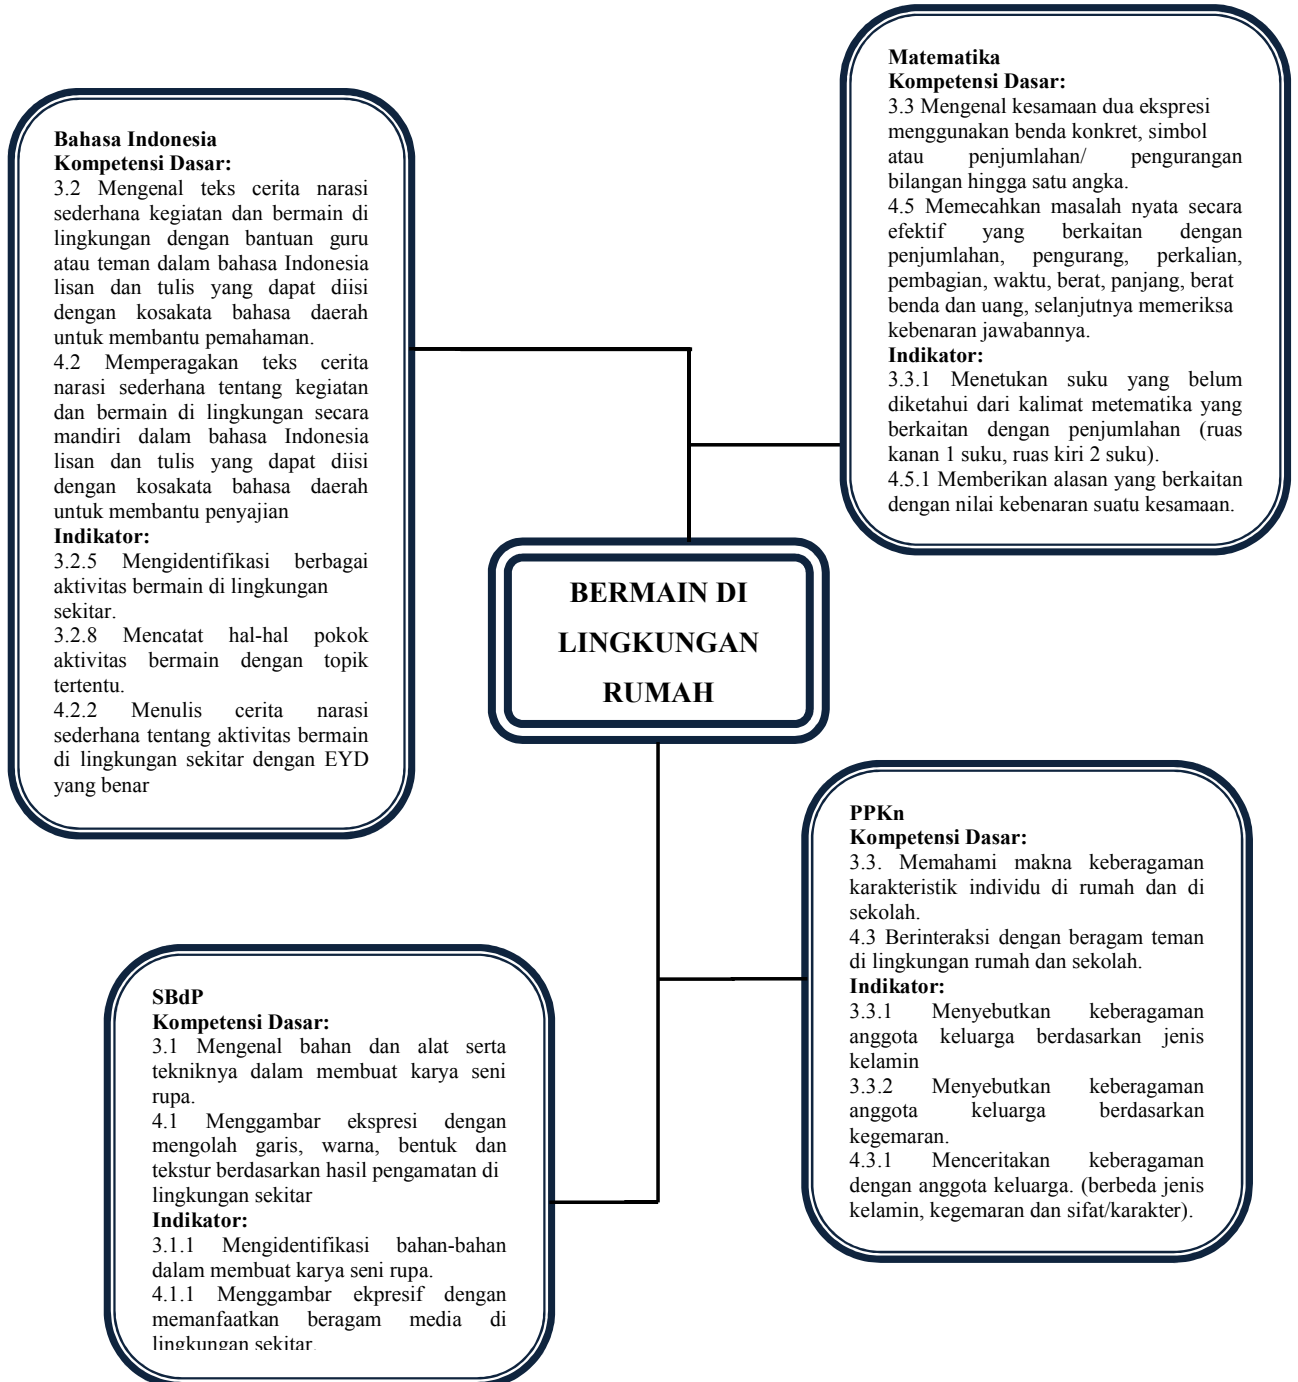 Matematika
Kompetensi Dasar:
3.3 Mengenal kesamaan dua ekspresi
menggunakan benda konkret, simbol
atau penjumlahan/ pengurangan
bilangan hingga satu angka.
4.5 Memecahkan masalah nyata secara
efektif yang berkaitan dengan
penjumlahan, pengurang, perkalian,
pembagian, waktu, berat, panjang, berat
benda dan uang, selanjutnya memeriksa
kebenaran jawabannya.
Indikator:
3.3.1 Menetukan suku yang belum
diketahui dari kalimat metematika yang
berkaitan dengan penjumlahan (ruas
kanan 1 suku, ruas kiri 2 suku).
4.5.1 Memberikan alasan yang berkaitan
dengan nilai kebenaran suatu kesamaan.
Bahasa Indonesia
Kompetensi Dasar:
3.2 Mengenal teks cerita narasi
sederhana kegiatan dan bermain di
lingkungan dengan bantuan guru
atau teman dalam bahasa Indonesia
lisan dan tulis yang dapat diisi
dengan kosakata bahasa daerah
untuk membantu pemahaman.
4.2 Memperagakan teks cerita
narasi sederhana tentang kegiatan
dan bermain di lingkungan secara
mandiri dalam bahasa Indonesia
lisan dan tulis yang dapat diisi
dengan kosakata bahasa daerah
untuk membantu penyajian
Indikator:
3.2.5 Mengidentifikasi berbagai
aktivitas bermain di lingkungan
sekitar.
3.2.8 Mencatat hal-hal pokok
aktivitas bermain dengan topik
tertentu.
4.2.2 Menulis cerita narasi
sederhana tentang aktivitas bermain
di lingkungan sekitar dengan EYD
yang benar
BERMAIN DI
LINGKUNGAN
RUMAH
PPKn
Kompetensi Dasar:
3.3. Memahami makna keberagaman
karakteristik individu di rumah dan di
sekolah.
4.3 Berinteraksi dengan beragam teman
di lingkungan rumah dan sekolah.
Indikator:
3.3.1 Menyebutkan keberagaman
anggota keluarga berdasarkan jenis
kelamin
3.3.2 Menyebutkan keberagaman
anggota keluarga berdasarkan
kegemaran.
4.3.1 Menceritakan keberagaman
dengan anggota keluarga. (berbeda jenis
kelamin, kegemaran dan sifat/karakter).
SBdP
Kompetensi Dasar:
3.1 Mengenal bahan dan alat serta
tekniknya dalam membuat karya seni
rupa.
4.1 Menggambar ekspresi dengan
mengolah garis, warna, bentuk dan
tekstur berdasarkan hasil pengamatan di
lingkungan sekitar
Indikator:
3.1.1 Mengidentifikasi bahan-bahan
dalam membuat karya seni rupa.
4.1.1 Menggambar ekpresif dengan
memanfaatkan beragam media di
lingkungan sekitar.